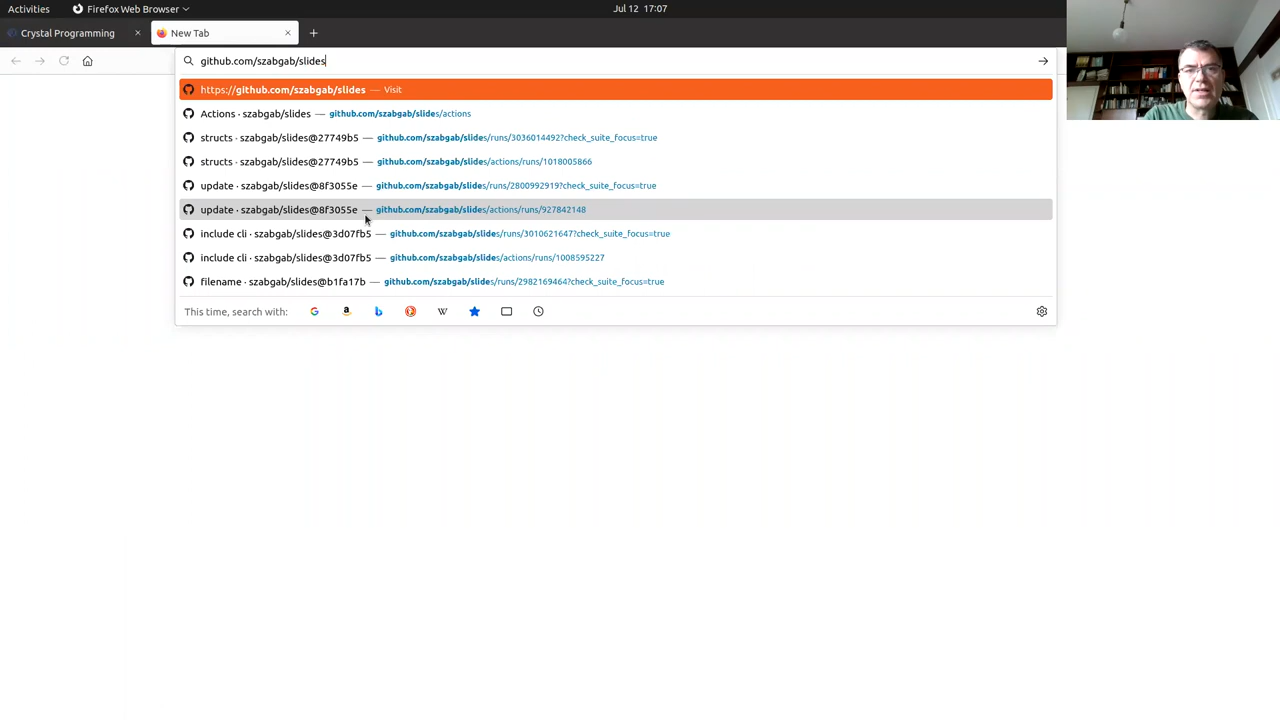 Activities Firefox Web Browser Jul 12 17:07
Crystal Programming × New Tab × +
github.com/szabgab/slides
https://github.com/szabgab/slides — Visit
Actions · szabgab/slides — github.com/szabgab/slides/actions
structs · szabgab/slides@27749b5 — github.com/szabgab/slides/runs/3036014492?check_suite_focus=true
structs · szabgab/slides@27749b5 — github.com/szabgab/slides/actions/runs/1018005866
update · szabgab/slides@8f3055e — github.com/szabgab/slides/runs/2800992919?check_suite_focus=true
update · szabgab/slides@8f3055e — github.com/szabgab/slides/actions/runs/927842148
include cli · szabgab/slides@3d07fb5 — github.com/szabgab/slides/runs/3010621647?check_suite_focus=true
include cli · szabgab/slides@3d07fb5 — github.com/szabgab/slides/actions/runs/1008595227
filename · szabgab/slides@b1fa17b — github.com/szabgab/slides/runs/2982169464?check_suite_focus=true
This time, search with: